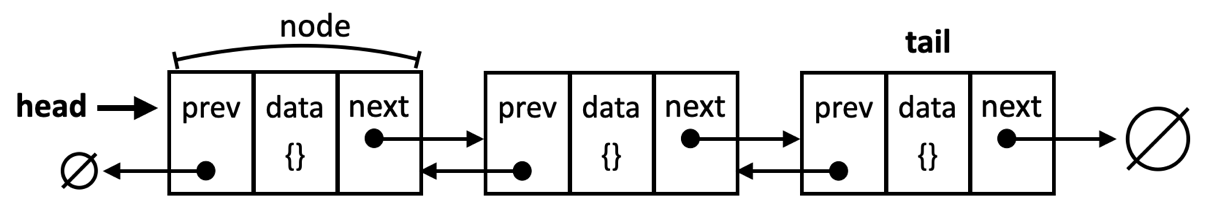 node
tail
head
prev data next
{}
prev data next
{}
prev data next
{}